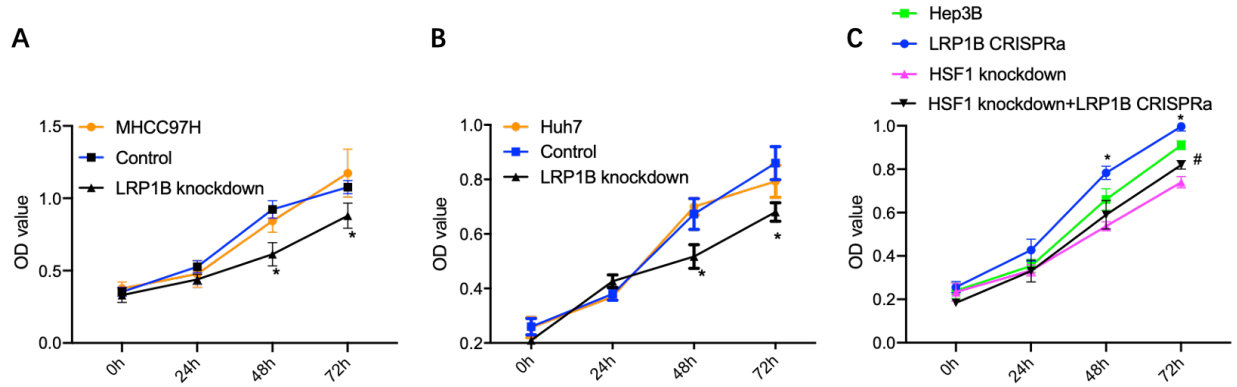 A
MHCC97H
Control
LRP1B knockdown
OD value
1.5
1.0
0.5
0.0
0h
24h
48h
72h
*
*
B
Huh7
Control
LRP1B knockdown
OD value
1.0
0.8
0.6
0.4
0.2
0h
24h
48h
72h
*
*
C
Hep3B
LRP1B CRISPRa
HSF1 knockdown
HSF1 knockdown+LRP1B CRISPRa
OD value
1.0
0.8
0.6
0.4
0.2
0.0
0h
24h
48h
72h
*
*
#